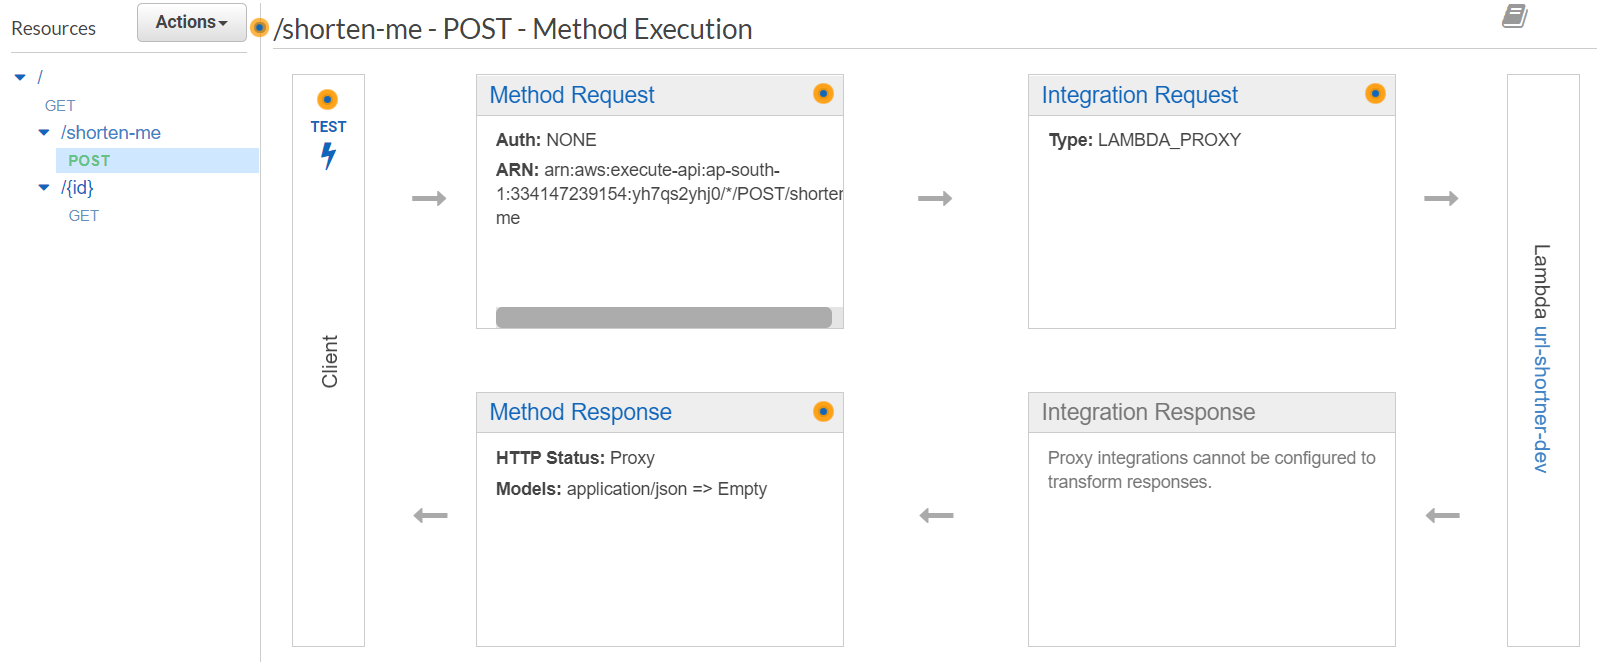 Resources
Actions
/shorten-me - POST - Method Execution
/
GET
/shorten-me
POST
/{id}
GET
TEST
Client
Method Request
Auth: NONE
ARN: arn:aws:execute-api:ap-south-
1:334147239154:yh7qs2yhj0/*/POST/shorten-
me
Integration Request
Type: LAMBDA_PROXY
Method Response
HTTP Status: Proxy
Models: application/json => Empty
Integration Response
Proxy integrations cannot be configured to
transform responses.
Lambda url-shortner-dev